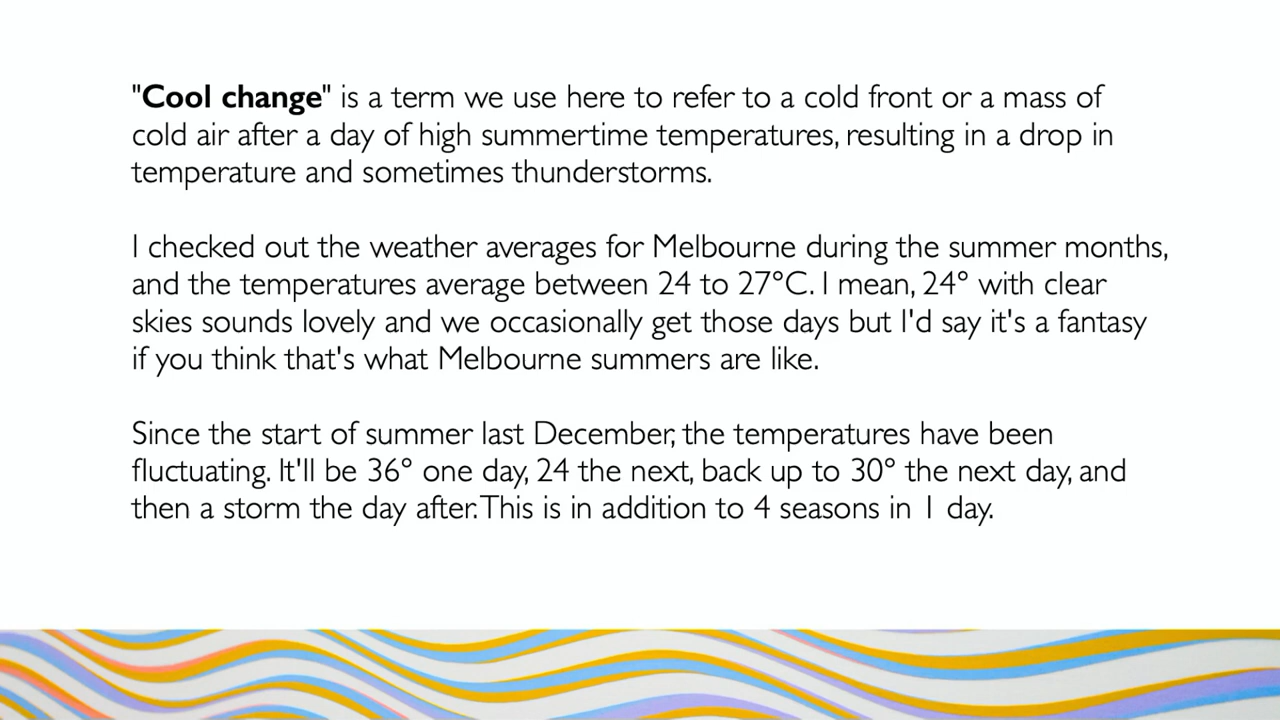 "Cool change" is a term we use here to refer to a cold front or a mass of
cold air after a day of high summertime temperatures, resulting in a drop in
temperature and sometimes thunderstorms.
I checked out the weather averages for Melbourne during the summer months,
and the temperatures average between 24 to 27°C. I mean, 24° with clear
skies sounds lovely and we occasionally get those days but I'd say it's a fantasy
if you think that's what Melbourne summers are like.
Since the start of summer last December, the temperatures have been
fluctuating. It'll be 36° one day, 24 the next, back up to 30° the next day, and
then a storm the day after. This is in addition to 4 seasons in 1 day.